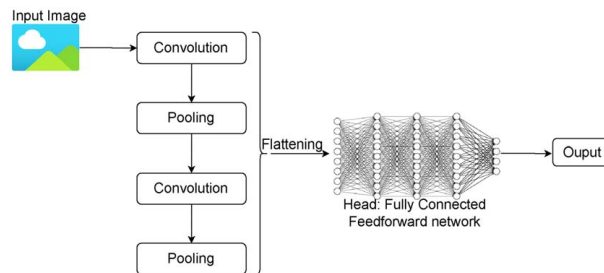 Input Image
Convolution
Pooling
Convolution
Pooling
Flattening
Head: Fully Connected
Feedforward network
Ouput